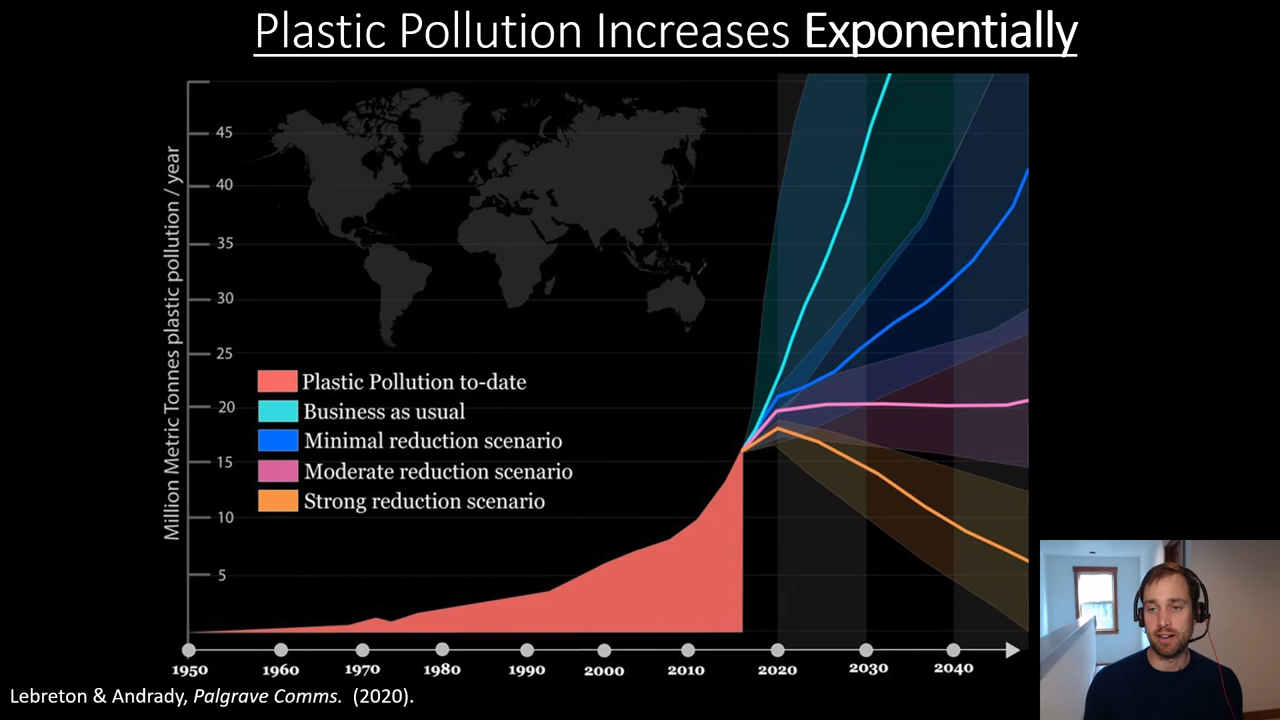 Plastic Pollution Increases Exponentially
Million Metric Tonnes plastic pollution / year
45
40
35
30
25
20
15
10
5
Plastic Pollution to-date
Business as usual
Minimal reduction scenario
Moderate reduction scenario
Strong reduction scenario
1950 1960 1970 1980 1990 2000 2010 2020 2030 2040
Lebreton & Andrady, Palgrave Comms. (2020).